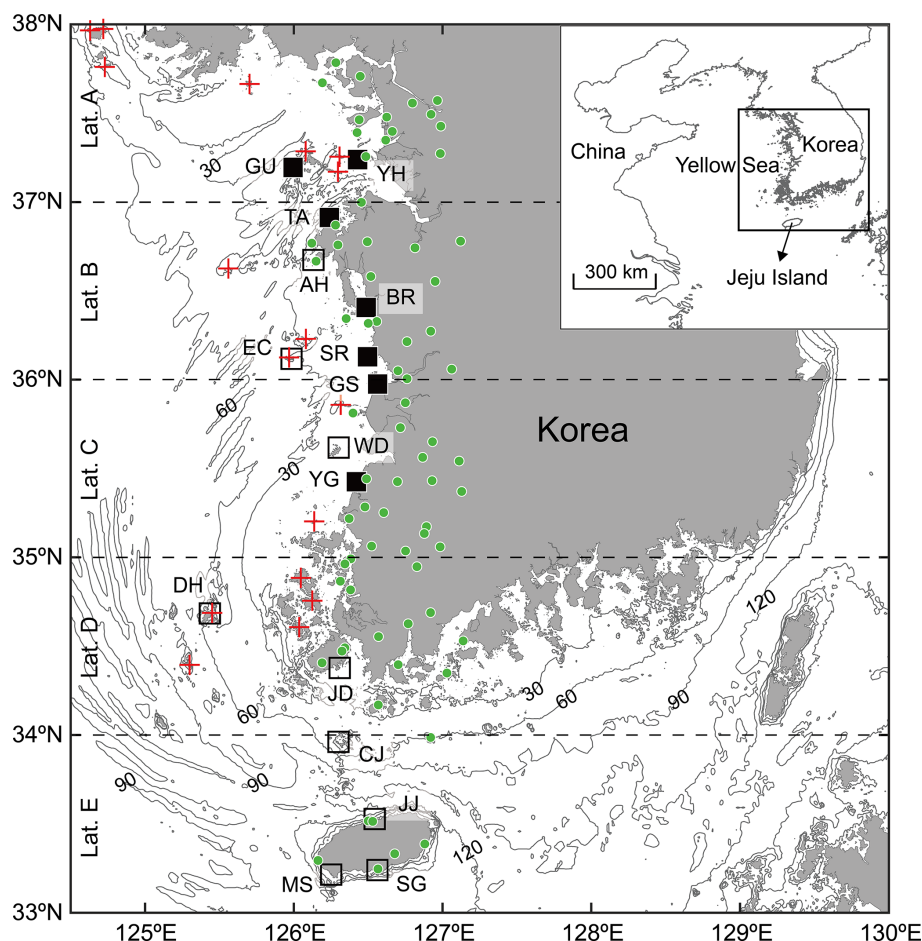 38°N
37°N
36°N
35°N
34°N
33°N
Lat. A
Lat. B
Lat. C
Lat. D
Lat. E
125°E
126°E
127°E
128°E
129°E
130°E
China
Yellow Sea
Korea
300 km
Jeju Island
30
GU
YH
TA
AH
BR
EC
SR
GS
60
Korea
WD
30
YG
DH
120
JD
30
60
90
60
CJ
90
90
JJ
120
MS
SG